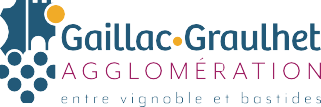 Gaillac•Graulhet
AGGLOMÉRATION
entre vignoble et bastides